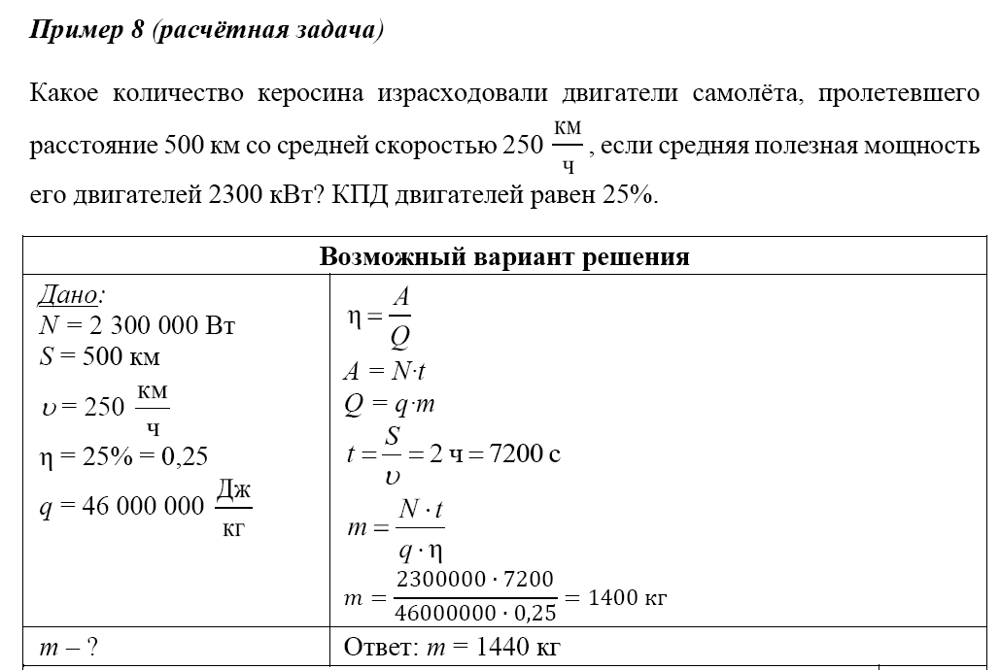 Пример 8 (расчётная задача)
Какое количество керосина израсходовали двигатели самолёта, пролетевшего
расстояние 500 км со средней скоростью 250 км/ч, если средняя полезная мощность
его двигателей 2300 кВт? КПД двигателей равен 25%.
Возможный вариант решения
Дано:
N = 2 300 000 Вт
S = 500 км
υ = 250 км/ч
η = 25% = 0,25
q = 46 000 000 Дж/кг
η = A/Q
A = N·t
Q = q·m
t = S/υ = 2 ч = 7200 с
m = (N · t)/(q · η)
m = (2300000 · 7200)/(46000000 · 0,25) = 1400 кг
m – ?
Ответ: m = 1440 кг